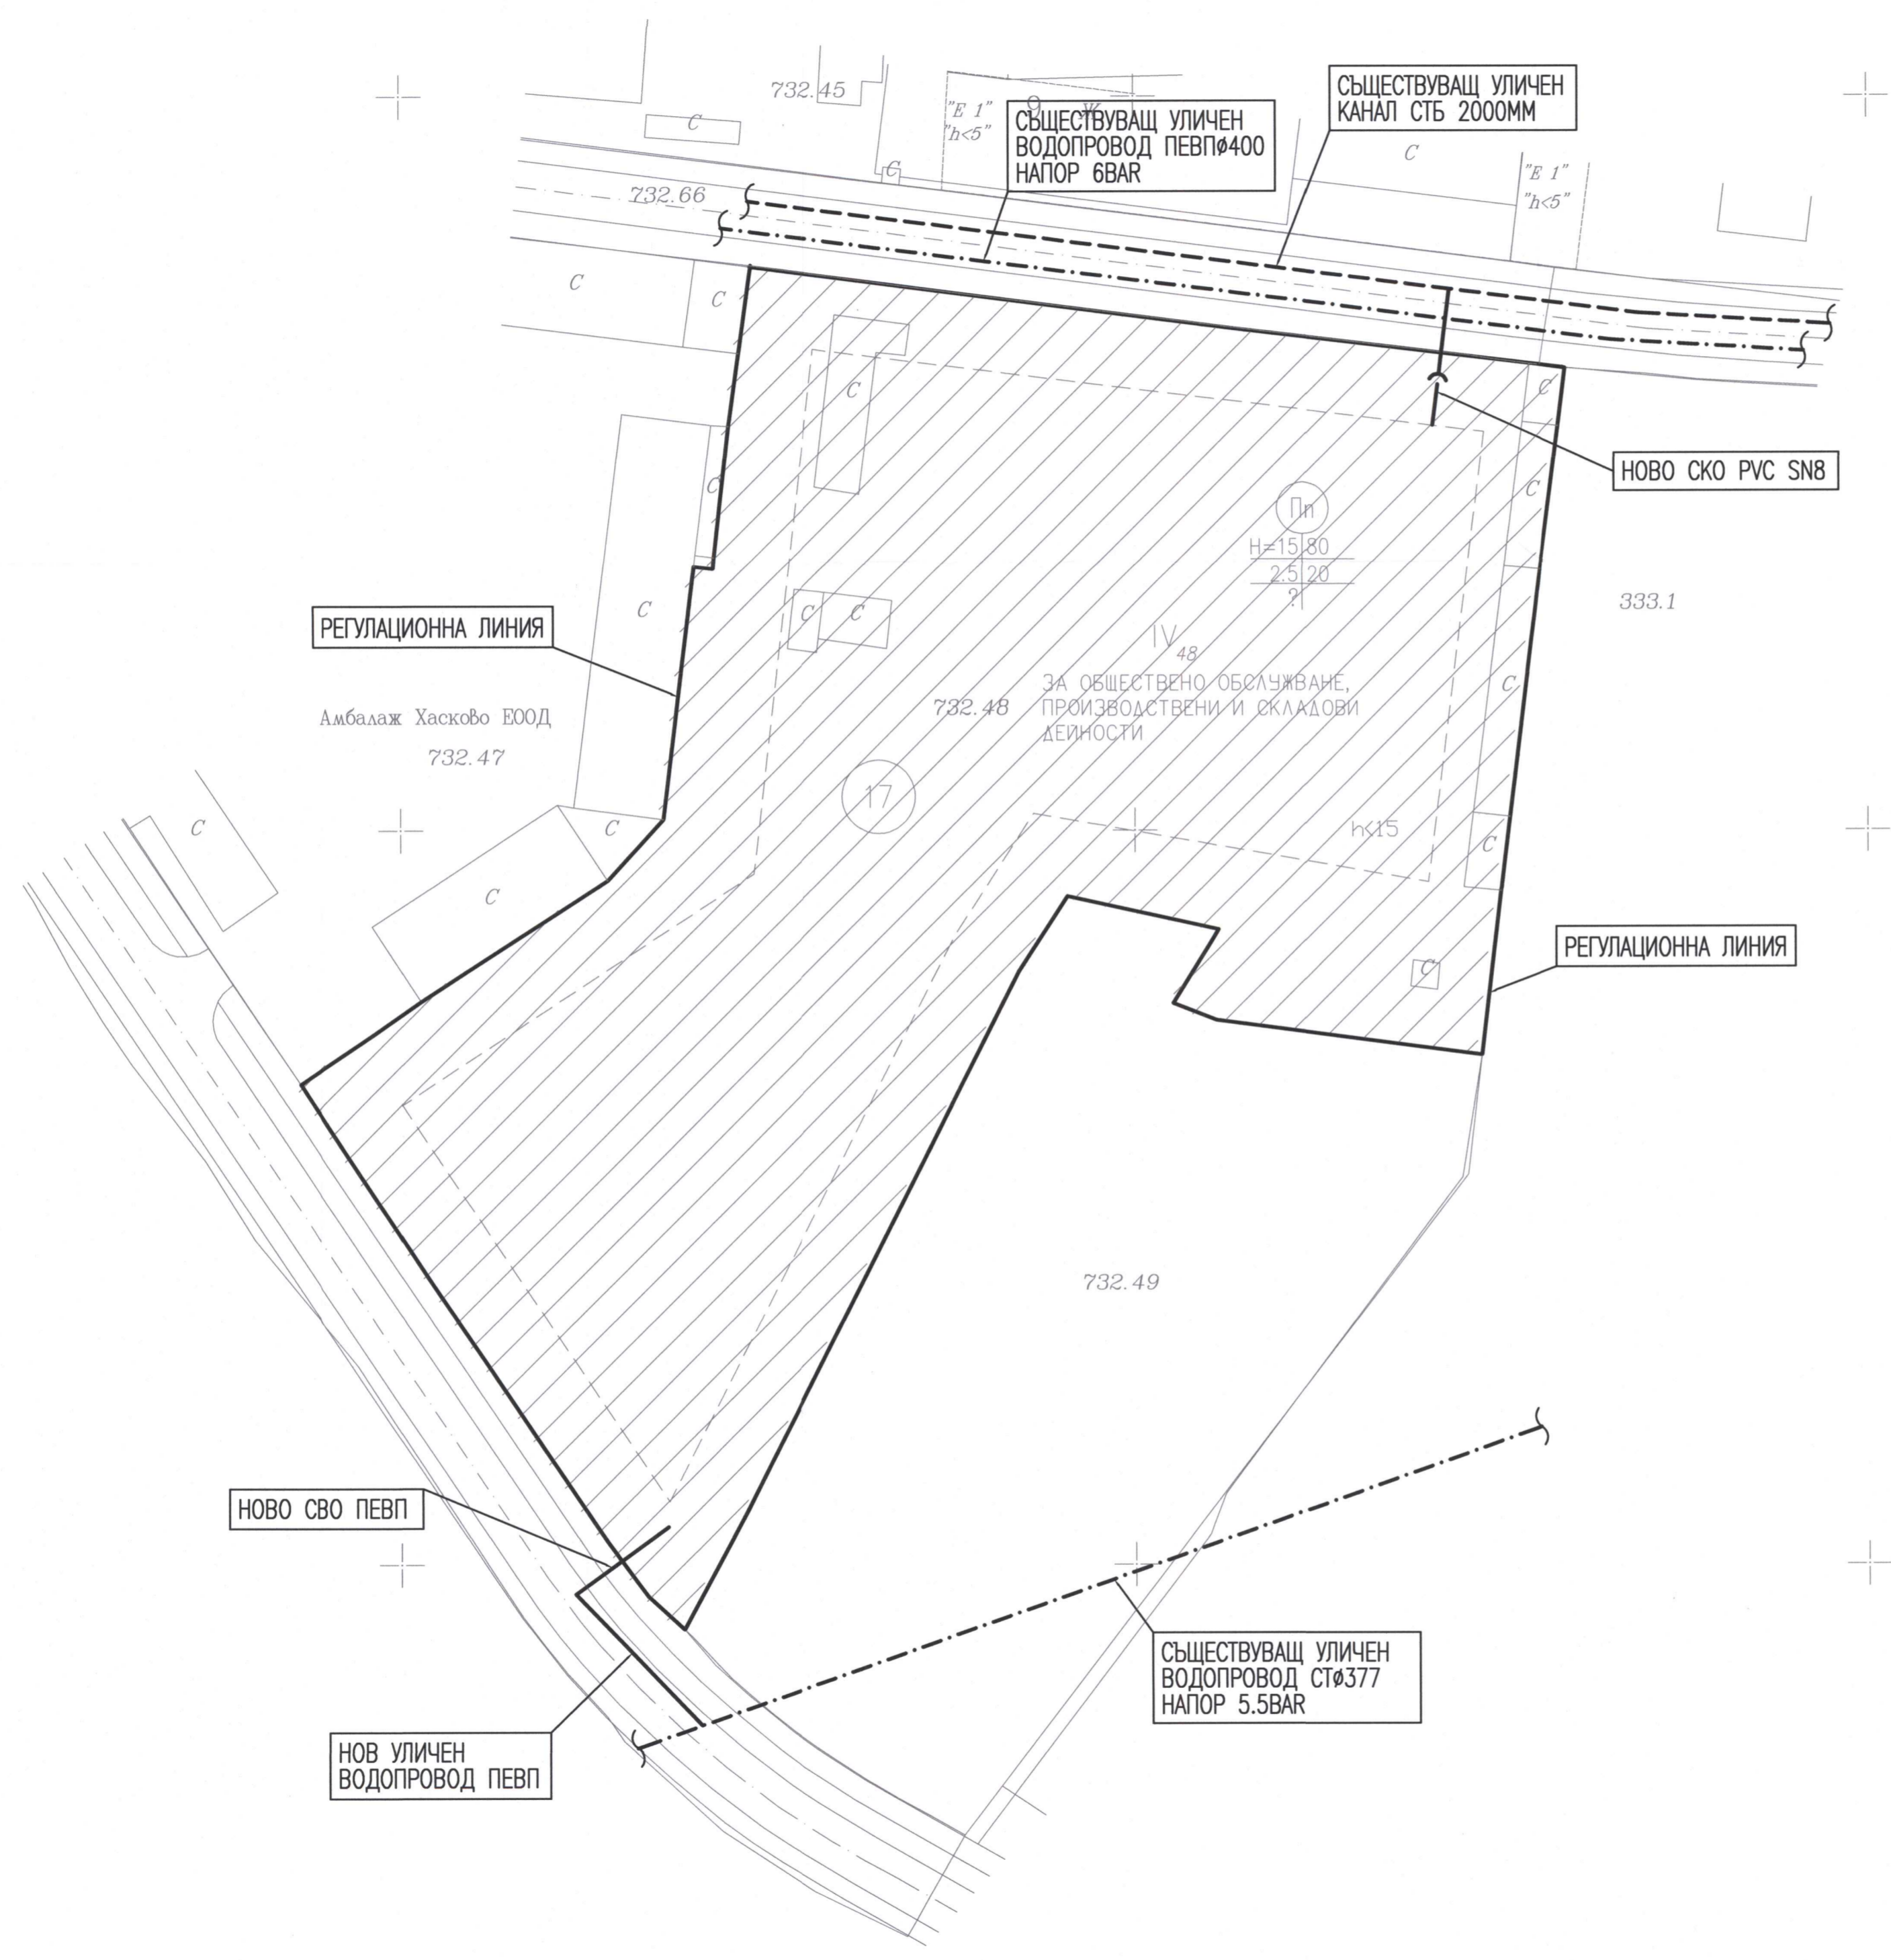 732.45
"E 1"
"h<5"
9
Ж
СЪЩЕСТВУВАЩ УЛИЧЕН
ВОДОПРОВОД ПЕВПØ400
НАПОР 6BAR
СЪЩЕСТВУВАЩ УЛИЧЕН
КАНАЛ СТБ 2000ММ
С
С
С
"E 1"
"h<5"
732.66
С
С
С
С
НОВО СКО PVC SN8
С
С
Пп
Н=15 80
2.5 20
?
С
С
С
333.1
РЕГУЛАЦИОННА ЛИНИЯ
IV 48
С
732.48
ЗА ОБЩЕСТВЕНО ОБСЛУЖВАНЕ,
ПРОИЗВОДСТВЕНИ И СКЛАДОВИ
ДЕЙНОСТИ
Амбалаж Хасково ЕООД
732.47
17
h<15
С
С
С
С
РЕГУЛАЦИОННА ЛИНИЯ
С
732.49
НОВО СВО ПЕВП
СЪЩЕСТВУВАЩ УЛИЧЕН
ВОДОПРОВОД СТØ377
НАПОР 5.5BAR
НОВ УЛИЧЕН
ВОДОПРОВОД ПЕВП